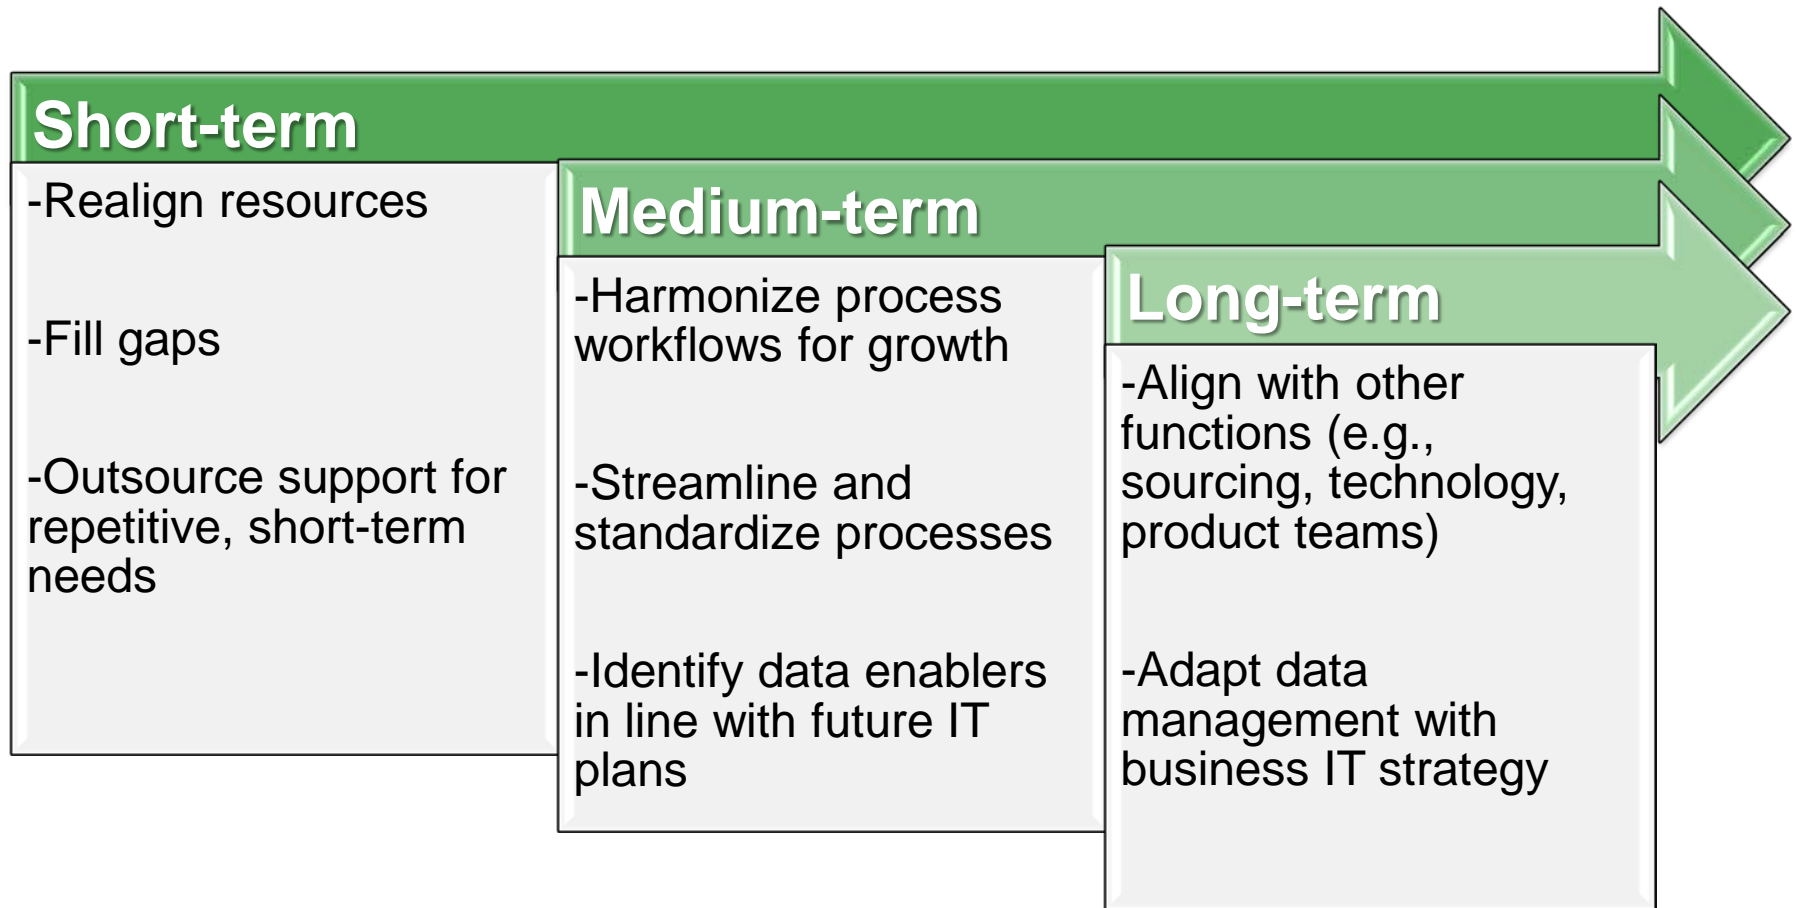 Short-term
-Realign resources
-Fill gaps
-Outsource support for
repetitive, short-term
needs
Medium-term
-Harmonize process
workflows for growth
-Streamline and
standardize processes
-Identify data enablers
in line with future IT
plans
Long-term
-Align with other
functions (e.g.,
sourcing, technology,
product teams)
-Adapt data
management with
business IT strategy